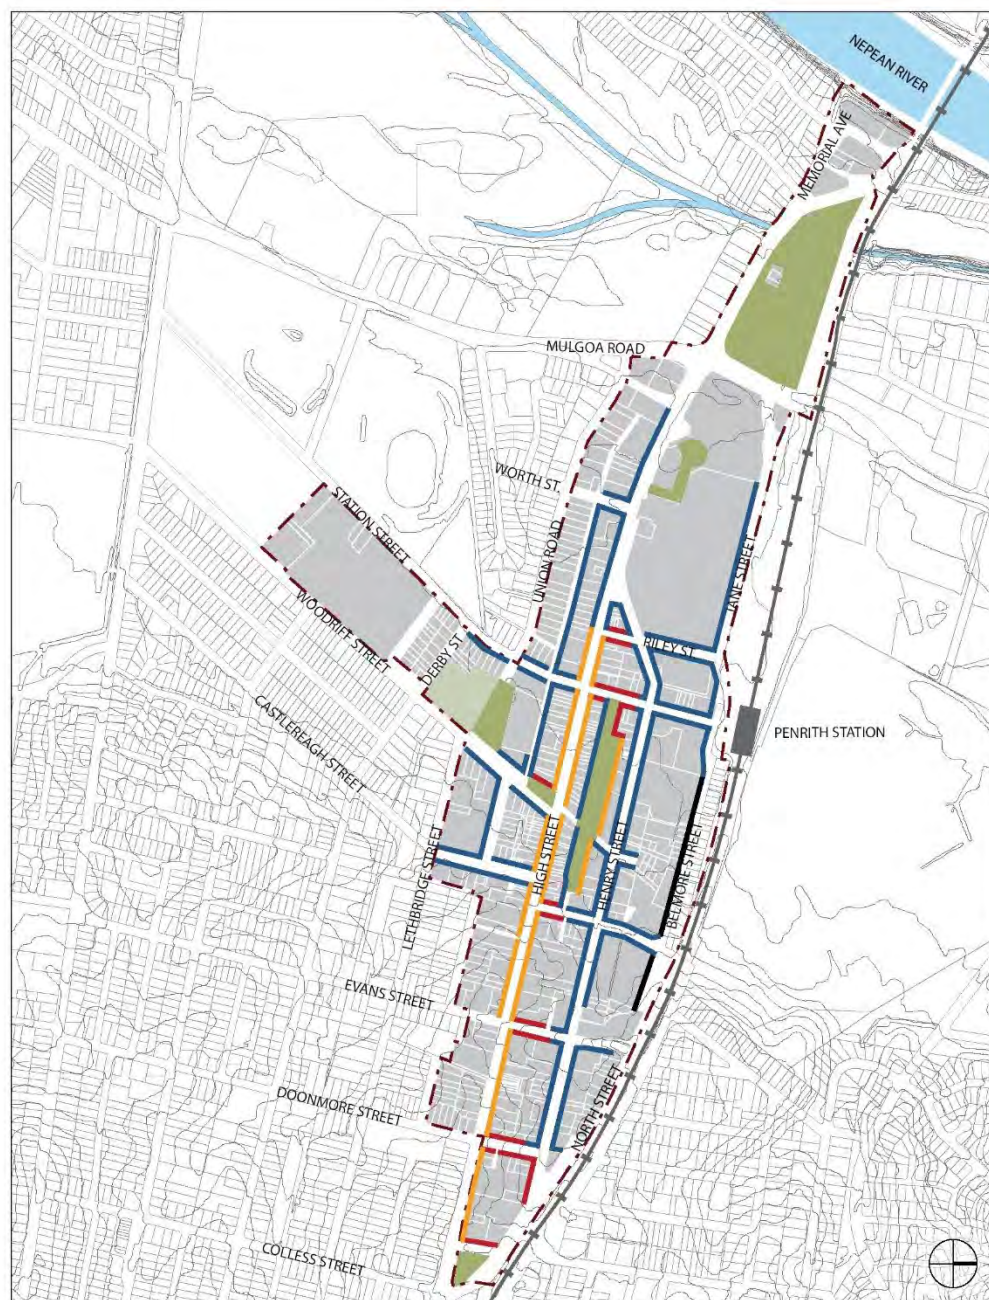 NEPEAN RIVER
MEMORIAL AVE
MULGOA ROAD
WORTH ST.
STATION STREET
UNION ROAD
JANE STREET
WOODRIFF STREET
DERBY ST
RILEY ST.
CASTLEREAGH STREET
PENRITH STATION
HIGH STREET
HENRY STREET
BELMORE STREET
LETHBRIDGE STREET
EVANS STREET
DOONMORE STREET
NORTH STREET
COLLESS STREET